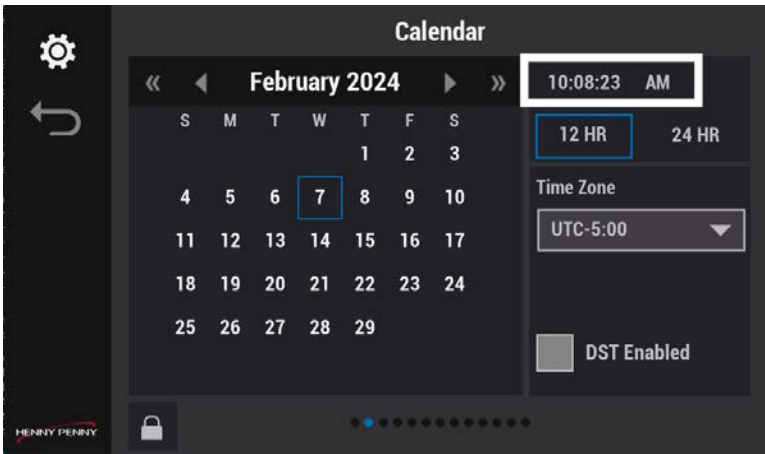 Calendar
February 2024
S M T W T F S
1 2 3
4 5 6 7 8 9 10
11 12 13 14 15 16 17
18 19 20 21 22 23 24
25 26 27 28 29
10:08:23 AM
12 HR 24 HR
Time Zone
UTC-5:00
DST Enabled
HENNY PENNY